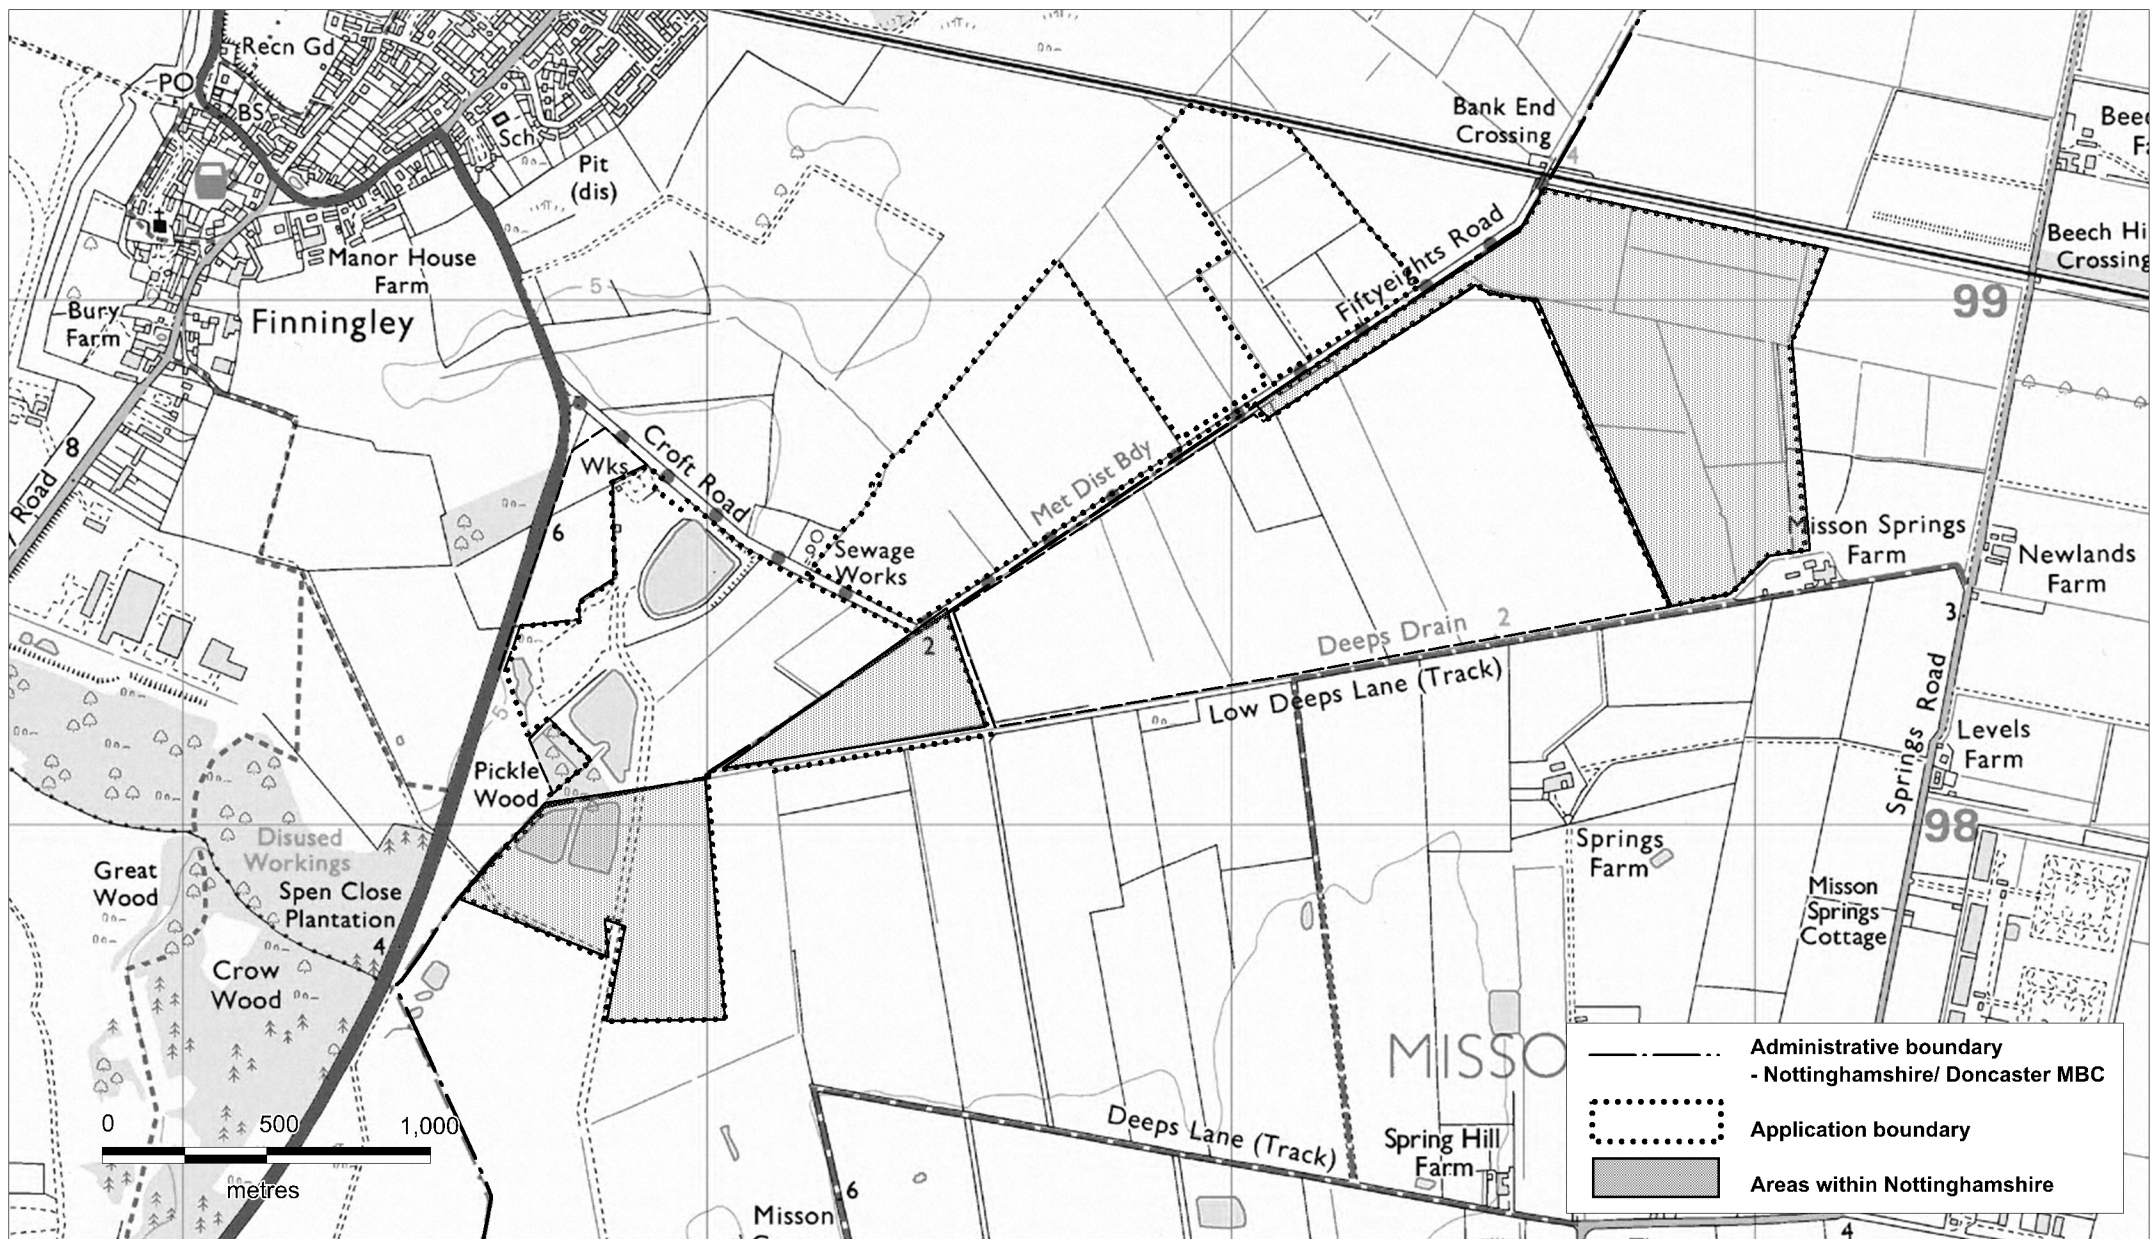 Recn Gd
PO
BS
Sch
Pit
(dis)
Bank End
Crossing
4
Manor House
Farm
Bury
Farm
Finningley
5
Fiftyeights Road
Beech Hi
Crossing
99
8
Road
Wks
Croft Road
6
Met Dist Bdy
Sewage
Works
2
Misson Springs
Farm
Newlands
Farm
3
Deeps Drain
2
Low Deeps Lane (Track)
5
Pickle
Wood
Springs Road
Levels
Farm
98
Disused
Workings
Great
Wood
Spen Close
Plantation
4
Crow
Wood
Springs
Farm
Misson
Springs
Cottage
MISSO
Deeps Lane (Track)
Spring Hill
Farm
6
Misson
4
0 500 1,000
metres
Administrative boundary
- Nottinghamshire/ Doncaster MBC
Application boundary
Areas within Nottinghamshire